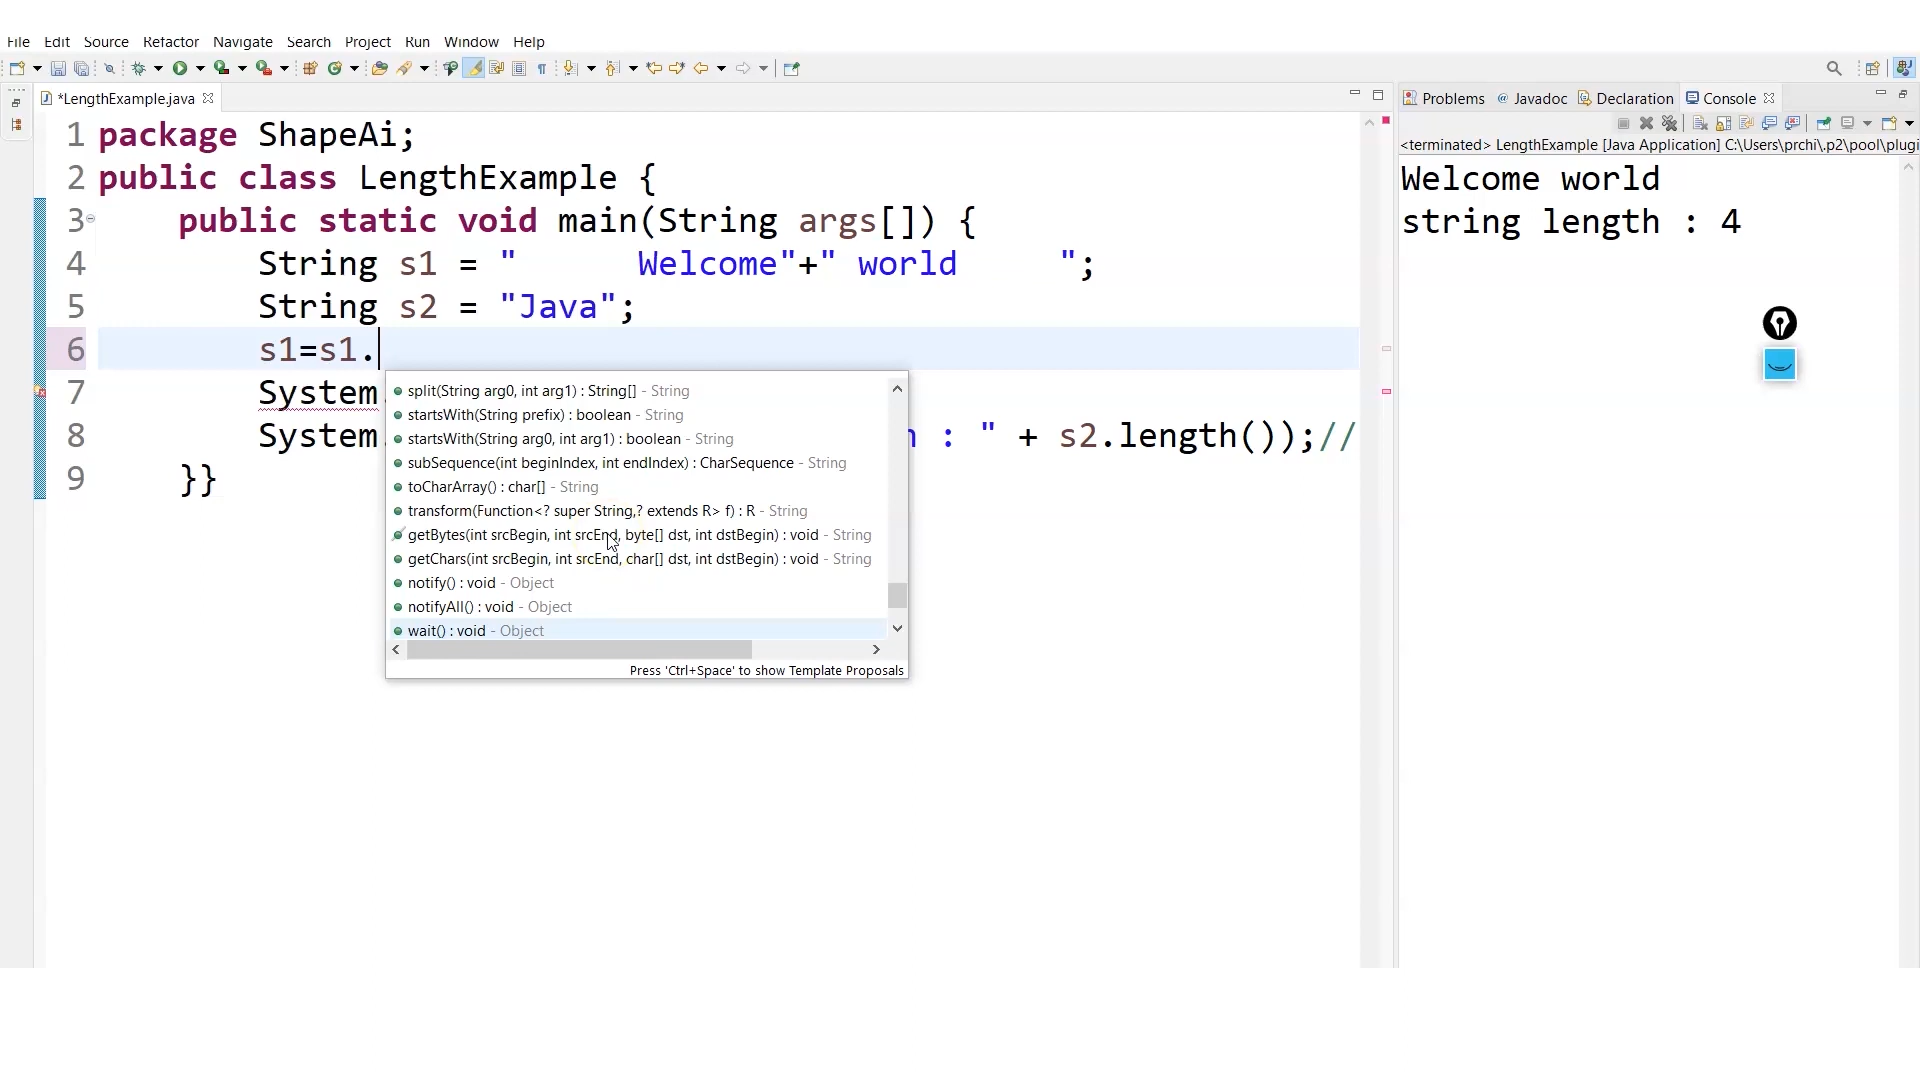 File Edit Source Refactor Navigate Search Project Run Window Help
*LengthExample.java
Problems Javadoc Declaration Console
<terminated> LengthExample [Java Application] C:\Users\prchi\.p2\pool\plugi
1 package ShapeAi;
2 public class LengthExample {
3 public static void main(String args[]) {
4 String s1 = "      Welcome"+" world     ";
5 String s2 = "Java";
6 s1=s1.
7 System
8 System. : " + s2.length());//
9 }}
split(String arg0, int arg1) : String[] - String
startsWith(String prefix) : boolean - String
startsWith(String arg0, int arg1) : boolean - String
subSequence(int beginIndex, int endIndex) : CharSequence - String
toCharArray() : char[] - String
transform(Function<? super String,? extends R> f) : R - String
getBytes(int srcBegin, int srcEnd, byte[] dst, int dstBegin) : void - String
getChars(int srcBegin, int srcEnd, char[] dst, int dstBegin) : void - String
notify() : void - Object
notifyAll() : void - Object
wait() : void - Object
Press 'Ctrl+Space' to show Template Proposals
Welcome world
string length : 4